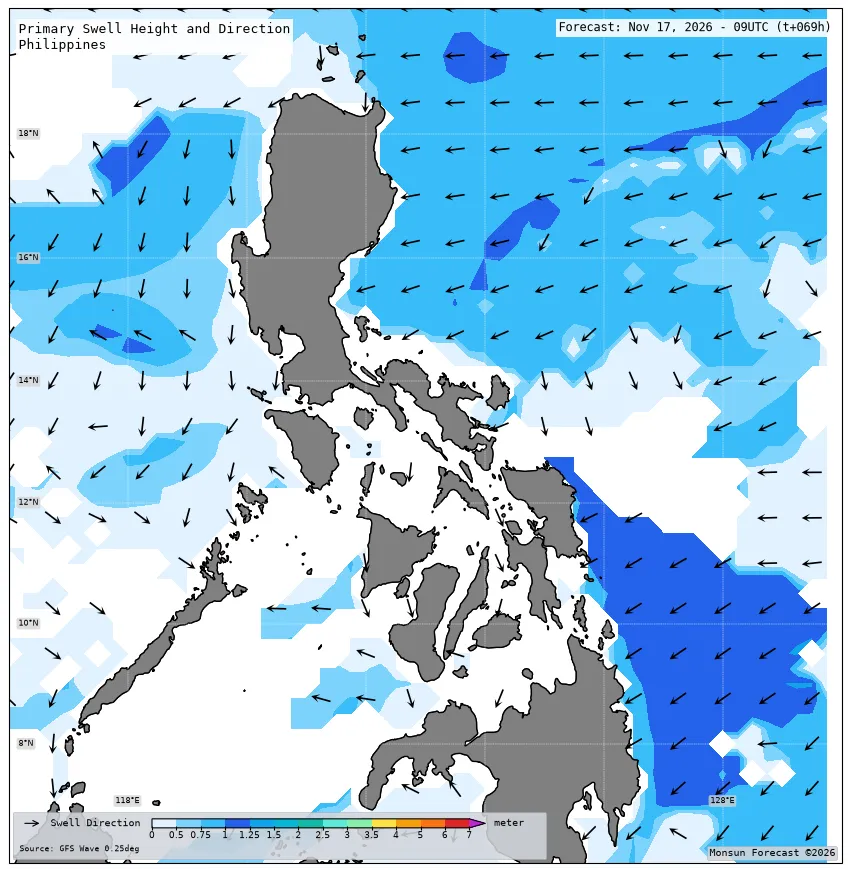 Primary Swell Height and Direction
Philippines
Forecast: Nov 17, 2026 - 09UTC (t+069h)
18°N
16°N
14°N
12°N
10°N
8°N
118°E
128°E
Swell Direction
meter
0 0.5 0.75 1 1.25 1.5 2 2.5 3 3.5 4 5 6 7
Source: GFS Wave 0.25deg
Monsun Forecast ©2026